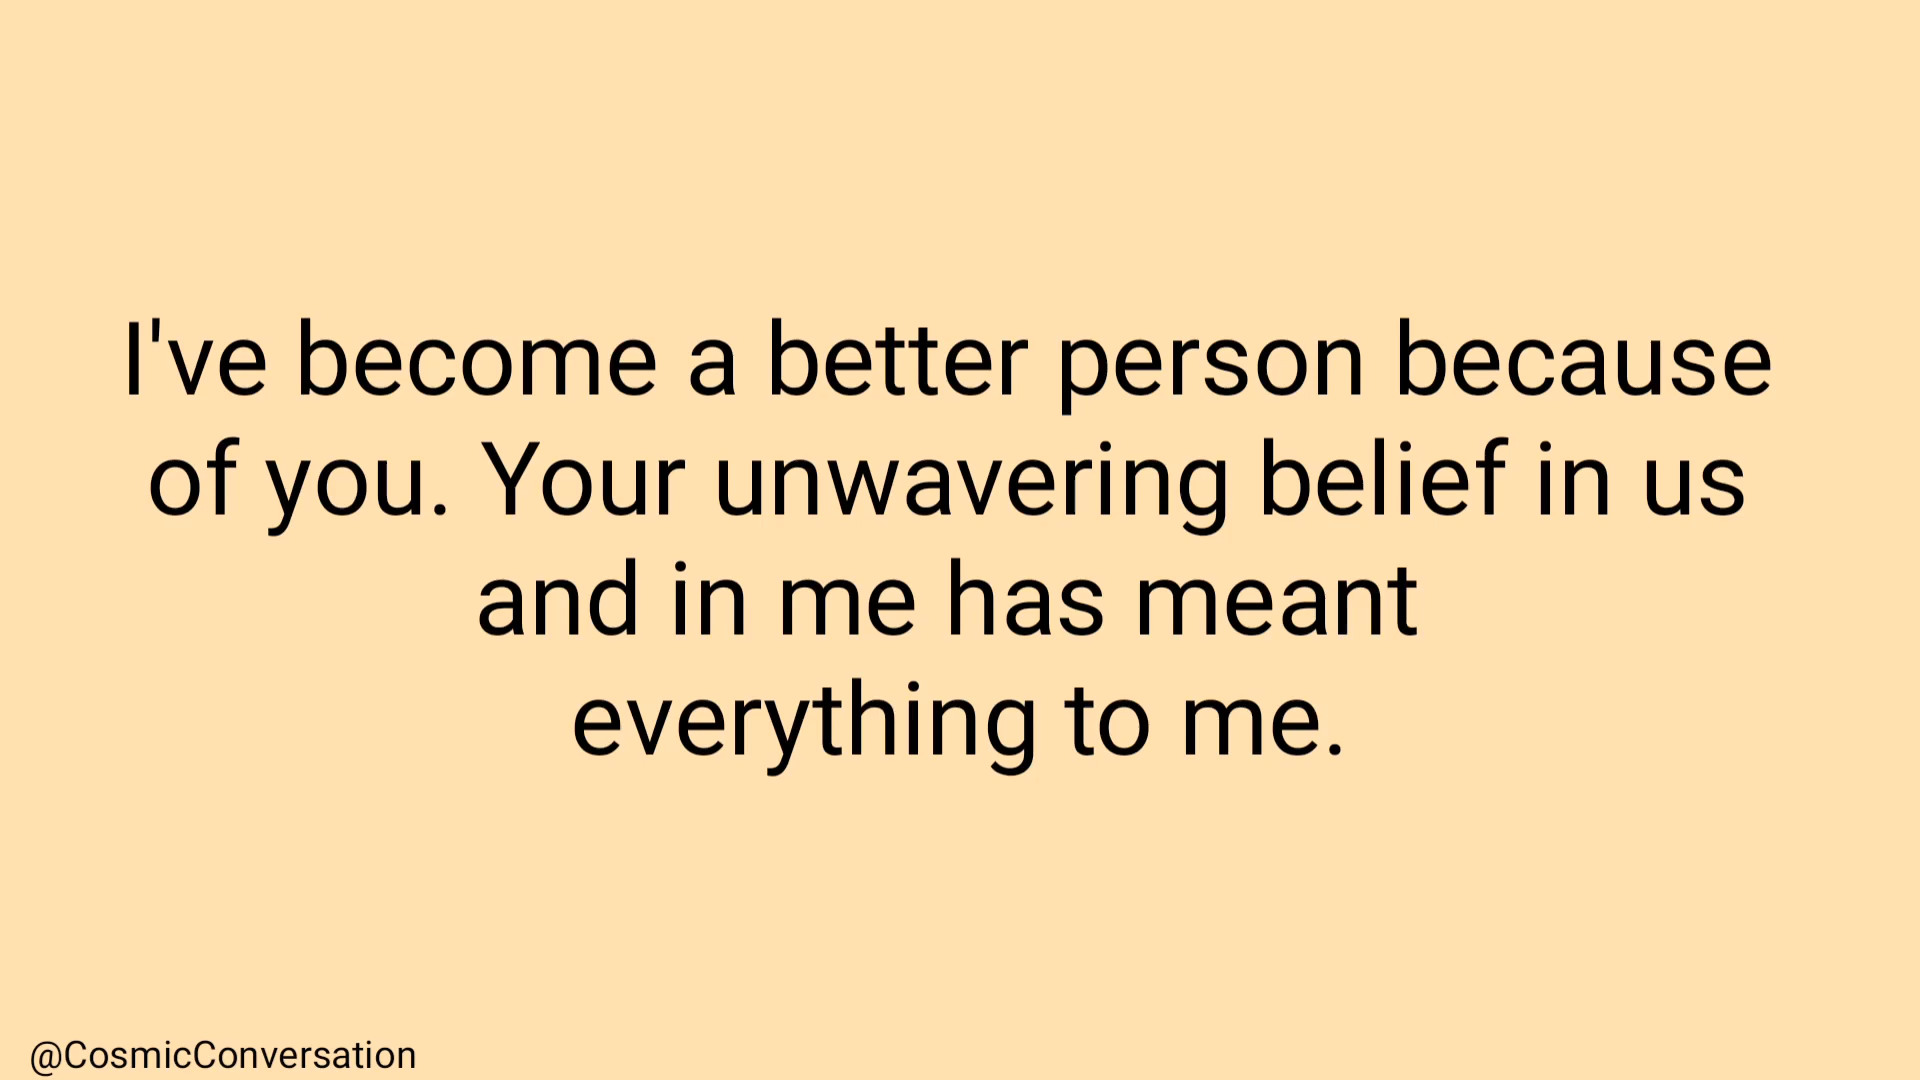 I've become a better person because
of you. Your unwavering belief in us
and in me has meant
everything to me.
@CosmicConversation